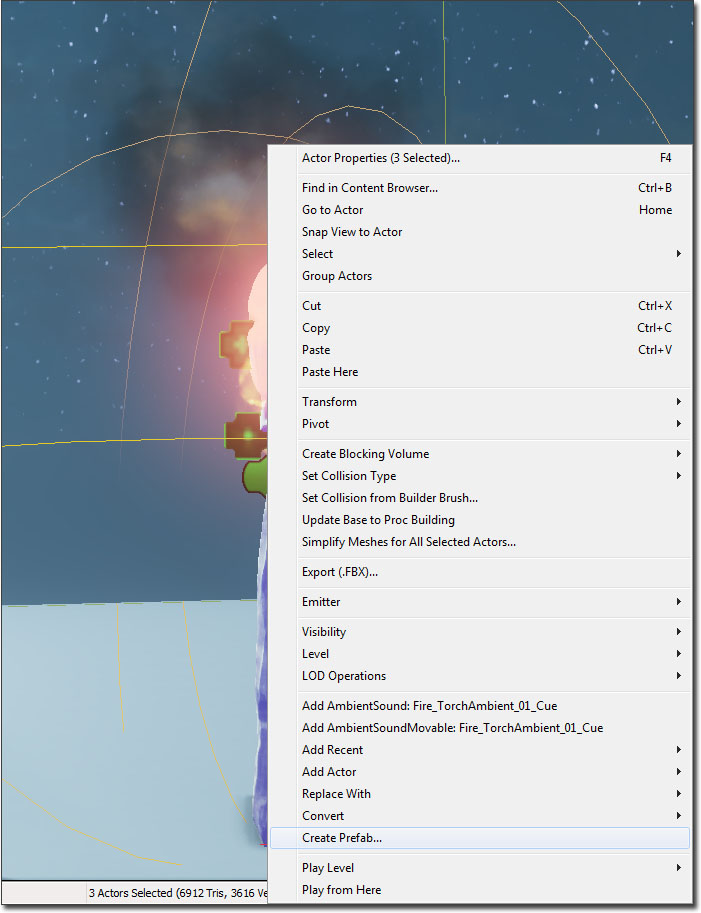 Actor Properties (3 Selected)... F4
Find in Content Browser... Ctrl+B
Go to Actor Home
Snap View to Actor
Select
Group Actors
Cut Ctrl+X
Copy Ctrl+C
Paste Ctrl+V
Paste Here
Transform
Pivot
Create Blocking Volume
Set Collision Type
Set Collision from Builder Brush...
Update Base to Proc Building
Simplify Meshes for All Selected Actors...
Export (.FBX)...
Emitter
Visibility
Level
LOD Operations
Add AmbientSound: Fire_TorchAmbient_01_Cue
Add AmbientSoundMovable: Fire_TorchAmbient_01_Cue
Add Recent
Add Actor
Replace With
Convert
Create Prefab...
Play Level
Play from Here
3 Actors Selected (6912 Tris, 3616 Ve